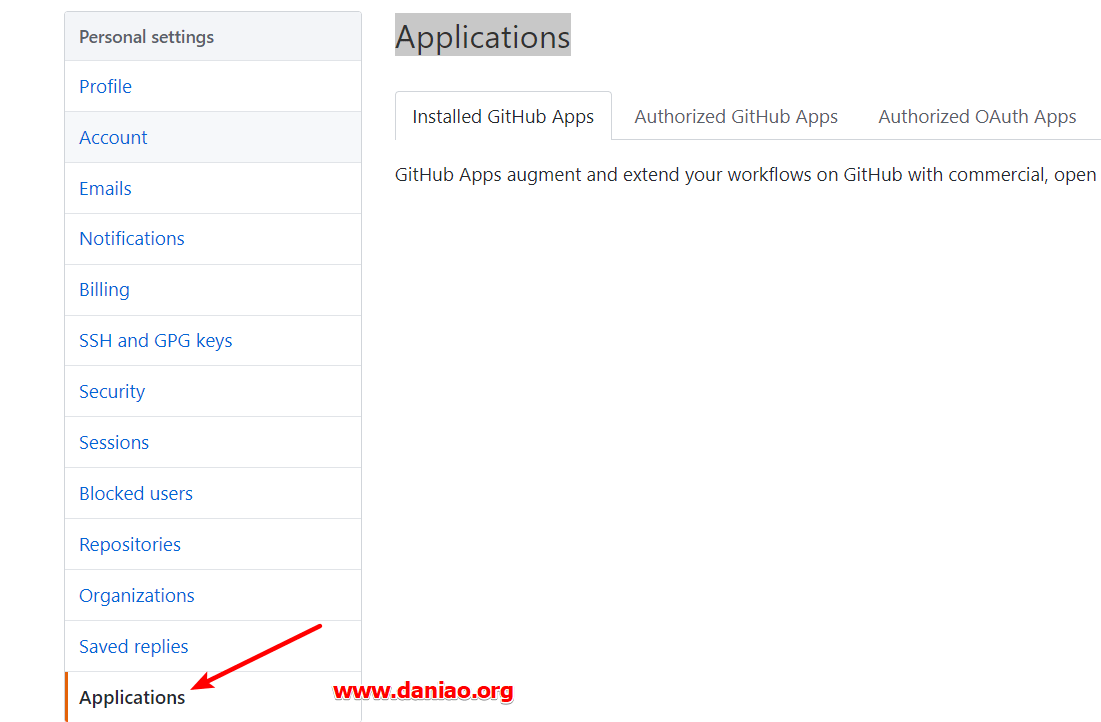 Personal settings
Profile
Account
Emails
Notifications
Billing
SSH and GPG keys
Security
Sessions
Blocked users
Repositories
Organizations
Saved replies
Applications
Applications
Installed GitHub Apps
Authorized GitHub Apps
Authorized OAuth Apps
GitHub Apps augment and extend your workflows on GitHub with commercial, open
www.daniao.org